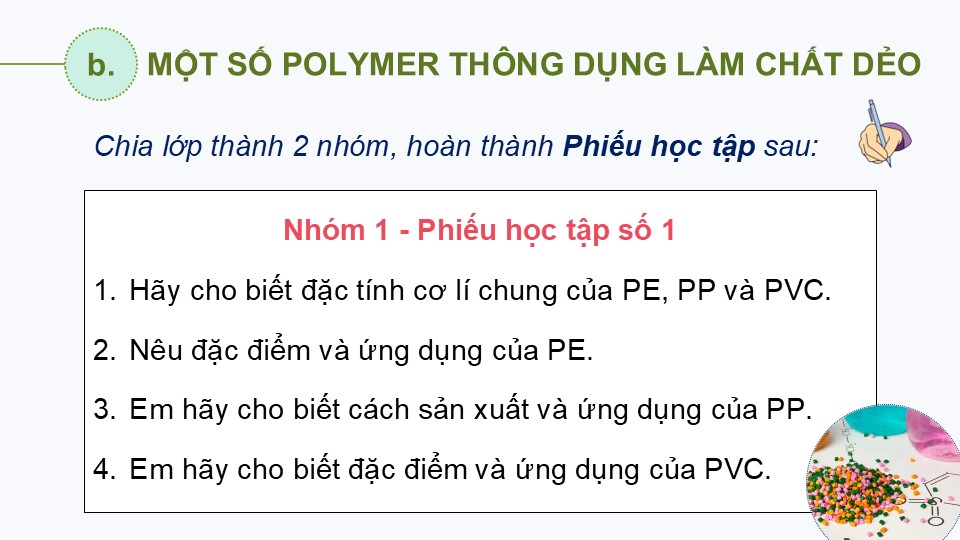 b. MỘT SỐ POLYMER THÔNG DỤNG LÀM CHẤT DẺO
Chia lớp thành 2 nhóm, hoàn thành Phiếu học tập sau:
Nhóm 1 - Phiếu học tập số 1
1. Hãy cho biết đặc tính cơ lí chung của PE, PP và PVC.
2. Nêu đặc điểm và ứng dụng của PE.
3. Em hãy cho biết cách sản xuất và ứng dụng của PP.
4. Em hãy cho biết đặc điểm và ứng dụng của PVC.